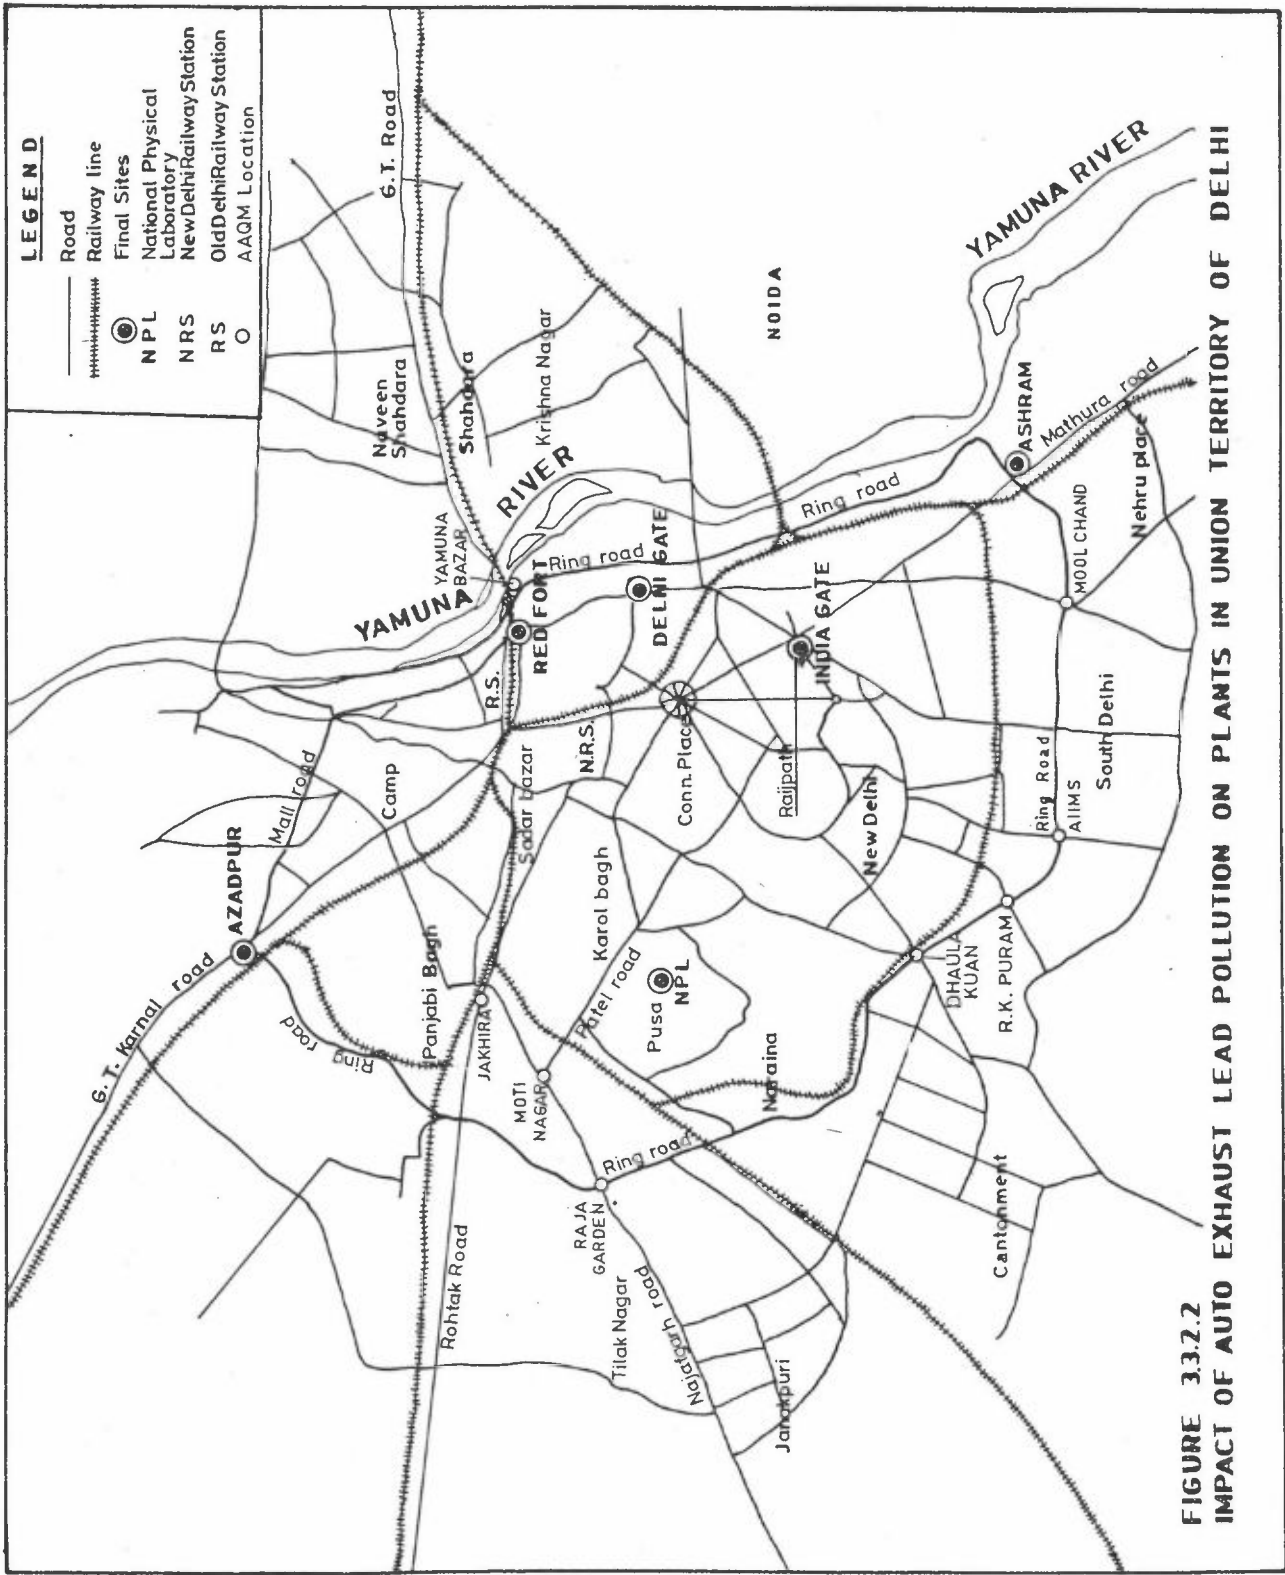 LEGEND
Road
Railway line
Final Sites
NPL National Physical
Laboratory
NRS New Delhi Railway Station
RS Old Delhi Railway Station
AAQM Location
G.T. Road
Naveen
Shahdara
Shahdara
Krishna Nagar
NOIDA
YAMUNA RIVER
YAMUNA RIVER
YAMUNA
BAZAR
Ring road
RED FORT
DELHI GATE
INDIA GATE
Ring road
ASHRAM
Mathura road
Nehru place
MOOL CHAND
South Delhi
Ring Road
AIIMS
R.S.
N.R.S.
Conn. Place
Raijpath
New Delhi
Mall road
Camp
Sadar bazar
AZADPUR
Karol bagh
Patel road
Pusa
NPL
DHAULA
KUAN
R.K. PURAM
G. T. Karnal road
Ring road
Panjabi Bagh
JAKHIRA
MOTI
NAGAR
Naraina
Ring road
RAJA
GARDEN
Rohtak Road
Tilak Nagar
Najafgarh road
Janakpuri
Cantonment
FIGURE 3.3.2.2
IMPACT OF AUTO EXHAUST LEAD POLLUTION ON PLANTS IN UNION TERRITORY OF DELHI